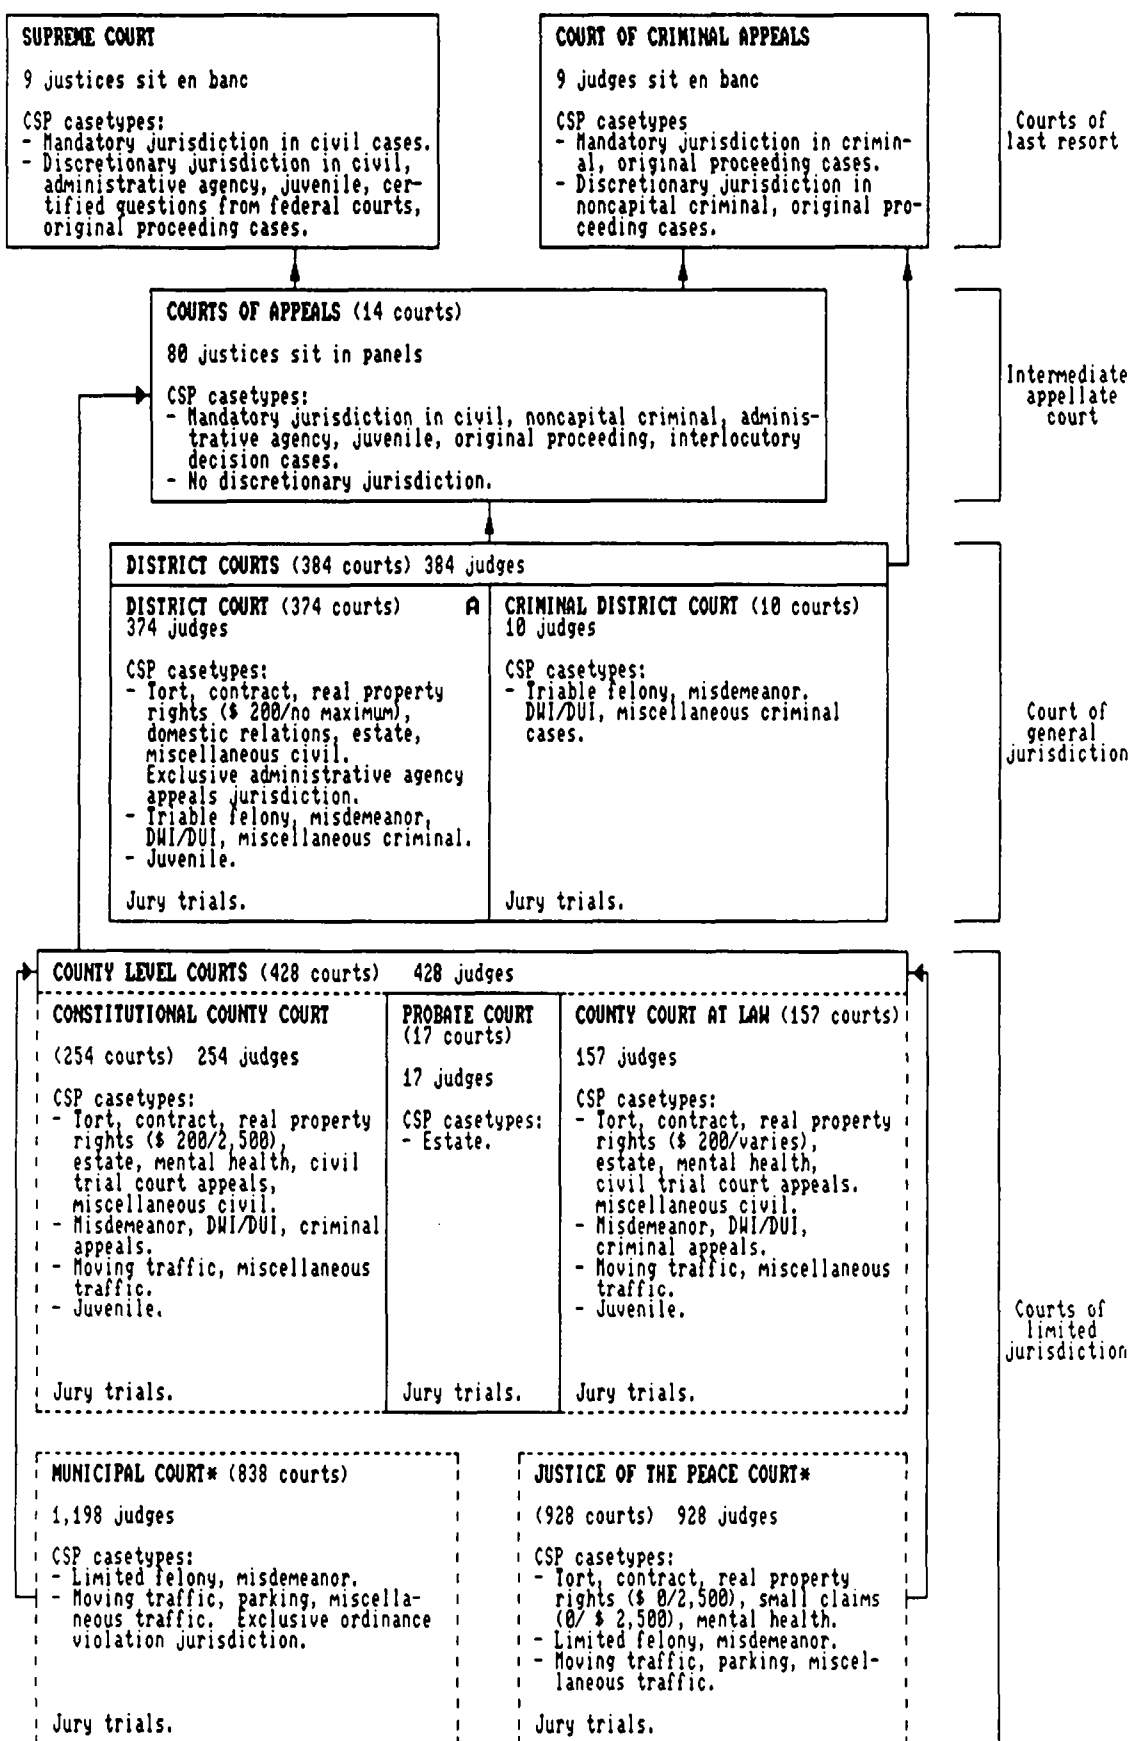 SUPREME COURT
9 justices sit en banc
CSP casetypes:
- Mandatory jurisdiction in civil cases.
- Discretionary jurisdiction in civil,
administrative agency, juvenile, cer-
tified questions from federal courts,
original proceeding cases.
COURT OF CRIMINAL APPEALS
9 judges sit en banc
CSP casetypes
- Mandatory jurisdiction in crimin-
al, original proceeding cases.
- Discretionary jurisdiction in
noncapital criminal, original pro-
ceeding cases.
Courts of
last resort
COURTS OF APPEALS (14 courts)
80 justices sit in panels
CSP casetypes:
- Mandatory jurisdiction in civil, noncapital criminal, adminis-
trative agency, juvenile, original proceeding, interlocutory
decision cases.
- No discretionary jurisdiction.
Intermediate
appellate
court
DISTRICT COURTS (384 courts) 384 judges
DISTRICT COURT (374 courts) A
374 judges
CSP casetypes:
- Tort, contract, real property
rights ($ 200/no maximum),
domestic relations, estate,
miscellaneous civil.
Exclusive administrative agency
appeals jurisdiction.
- Triable felony, misdemeanor,
DWI/DUI, miscellaneous criminal.
- Juvenile.
Jury trials.
CRIMINAL DISTRICT COURT (10 courts)
10 judges
CSP casetypes:
- Triable felony, misdemeanor.
DWI/DUI, miscellaneous criminal
cases.
Jury trials.
Court of
general
jurisdiction
COUNTY LEVEL COURTS (428 courts) 428 judges
CONSTITUTIONAL COUNTY COURT
(254 courts) 254 judges
CSP casetypes:
- Tort, contract, real property
rights ($ 200/2,500),
estate, mental health, civil
trial court appeals,
miscellaneous civil.
- Misdemeanor, DWI/DUI, criminal
appeals.
- Moving traffic, miscellaneous
traffic.
- Juvenile.
Jury trials.
PROBATE COURT
(17 courts)
17 judges
CSP casetypes:
- Estate.
Jury trials.
COUNTY COURT AT LAW (157 courts)
157 judges
CSP casetypes:
- Tort, contract, real property
rights ($ 200/varies),
estate, mental health,
civil trial court appeals.
miscellaneous civil.
- Misdemeanor, DWI/DUI,
criminal appeals.
- Moving traffic, miscellaneous
traffic.
- Juvenile.
Jury trials.
Courts of
limited
jurisdiction
MUNICIPAL COURT* (838 courts)
1,198 judges
CSP casetypes:
- Limited felony, misdemeanor.
- Moving traffic, parking, miscella-
neous traffic. Exclusive ordinance
violation jurisdiction.
Jury trials.
JUSTICE OF THE PEACE COURT*
(928 courts) 928 judges
CSP casetypes:
- Tort, contract, real property
rights ($ 0/2,500), small claims
(0/ $ 2,500), mental health.
- Limited felony, misdemeanor.
- Moving traffic, parking, miscel-
laneous traffic.
Jury trials.